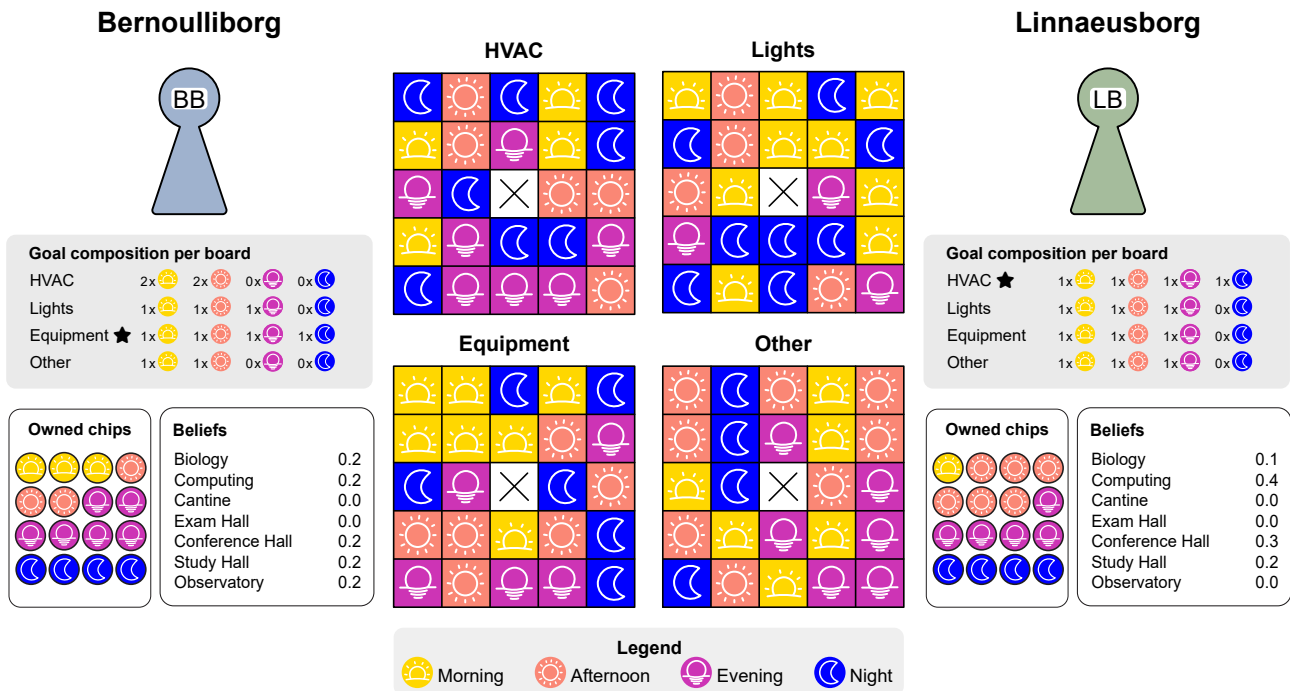 Bernoulliborg
Linnaeusborg
HVAC
Lights
BB
LB
Goal composition per board
HVAC 2x 2x 0x 0x
Lights 1x 1x 1x 0x
Equipment 1x 1x 1x 1x
Other 1x 1x 0x 0x
Goal composition per board
HVAC 1x 1x 1x 1x
Lights 1x 1x 1x 0x
Equipment 1x 1x 1x 0x
Other 1x 1x 1x 0x
Equipment
Other
Owned chips
Beliefs
Biology 0.2
Computing 0.2
Cantine 0.0
Exam Hall 0.0
Conference Hall 0.2
Study Hall 0.2
Observatory 0.2
Owned chips
Beliefs
Biology 0.1
Computing 0.4
Cantine 0.0
Exam Hall 0.0
Conference Hall 0.3
Study Hall 0.2
Observatory 0.0
Legend
Morning Afternoon Evening Night